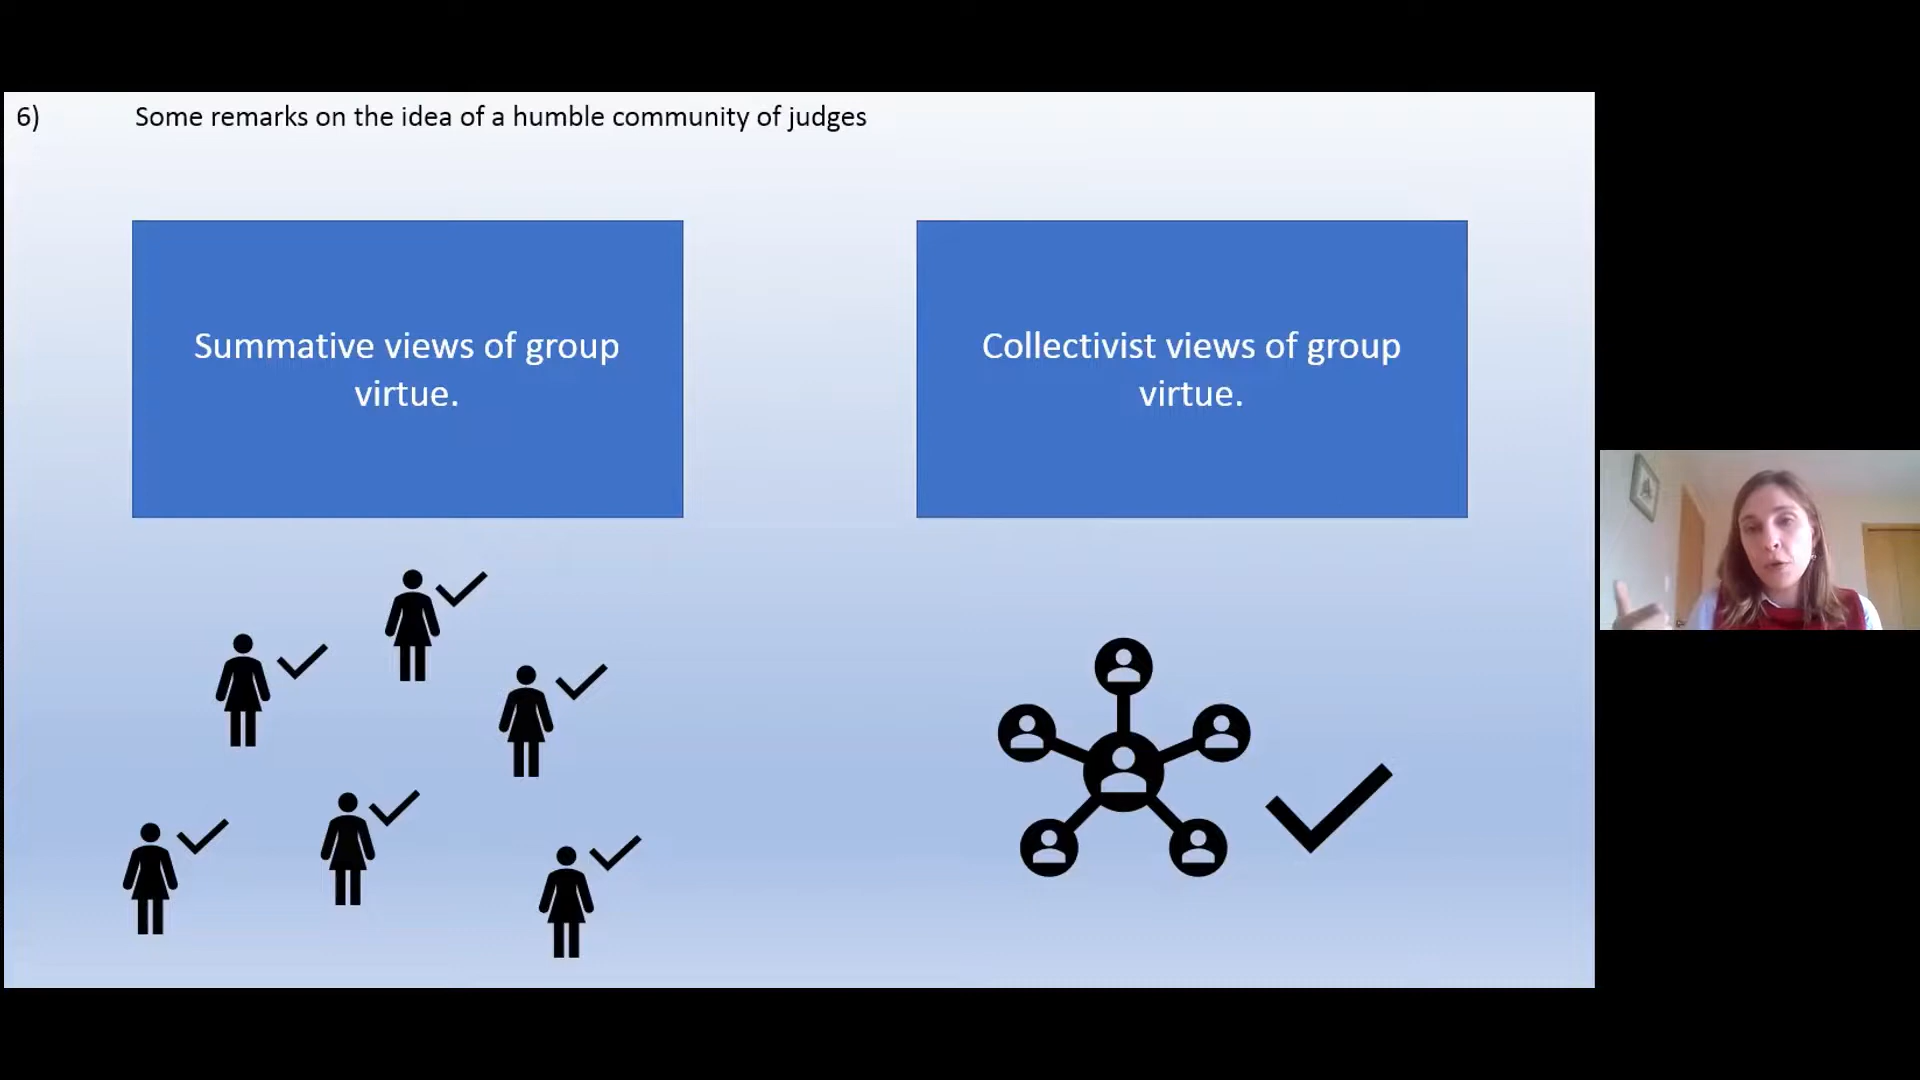 6) Some remarks on the idea of a humble community of judges
Summative views of group
virtue.
Collectivist views of group
virtue.